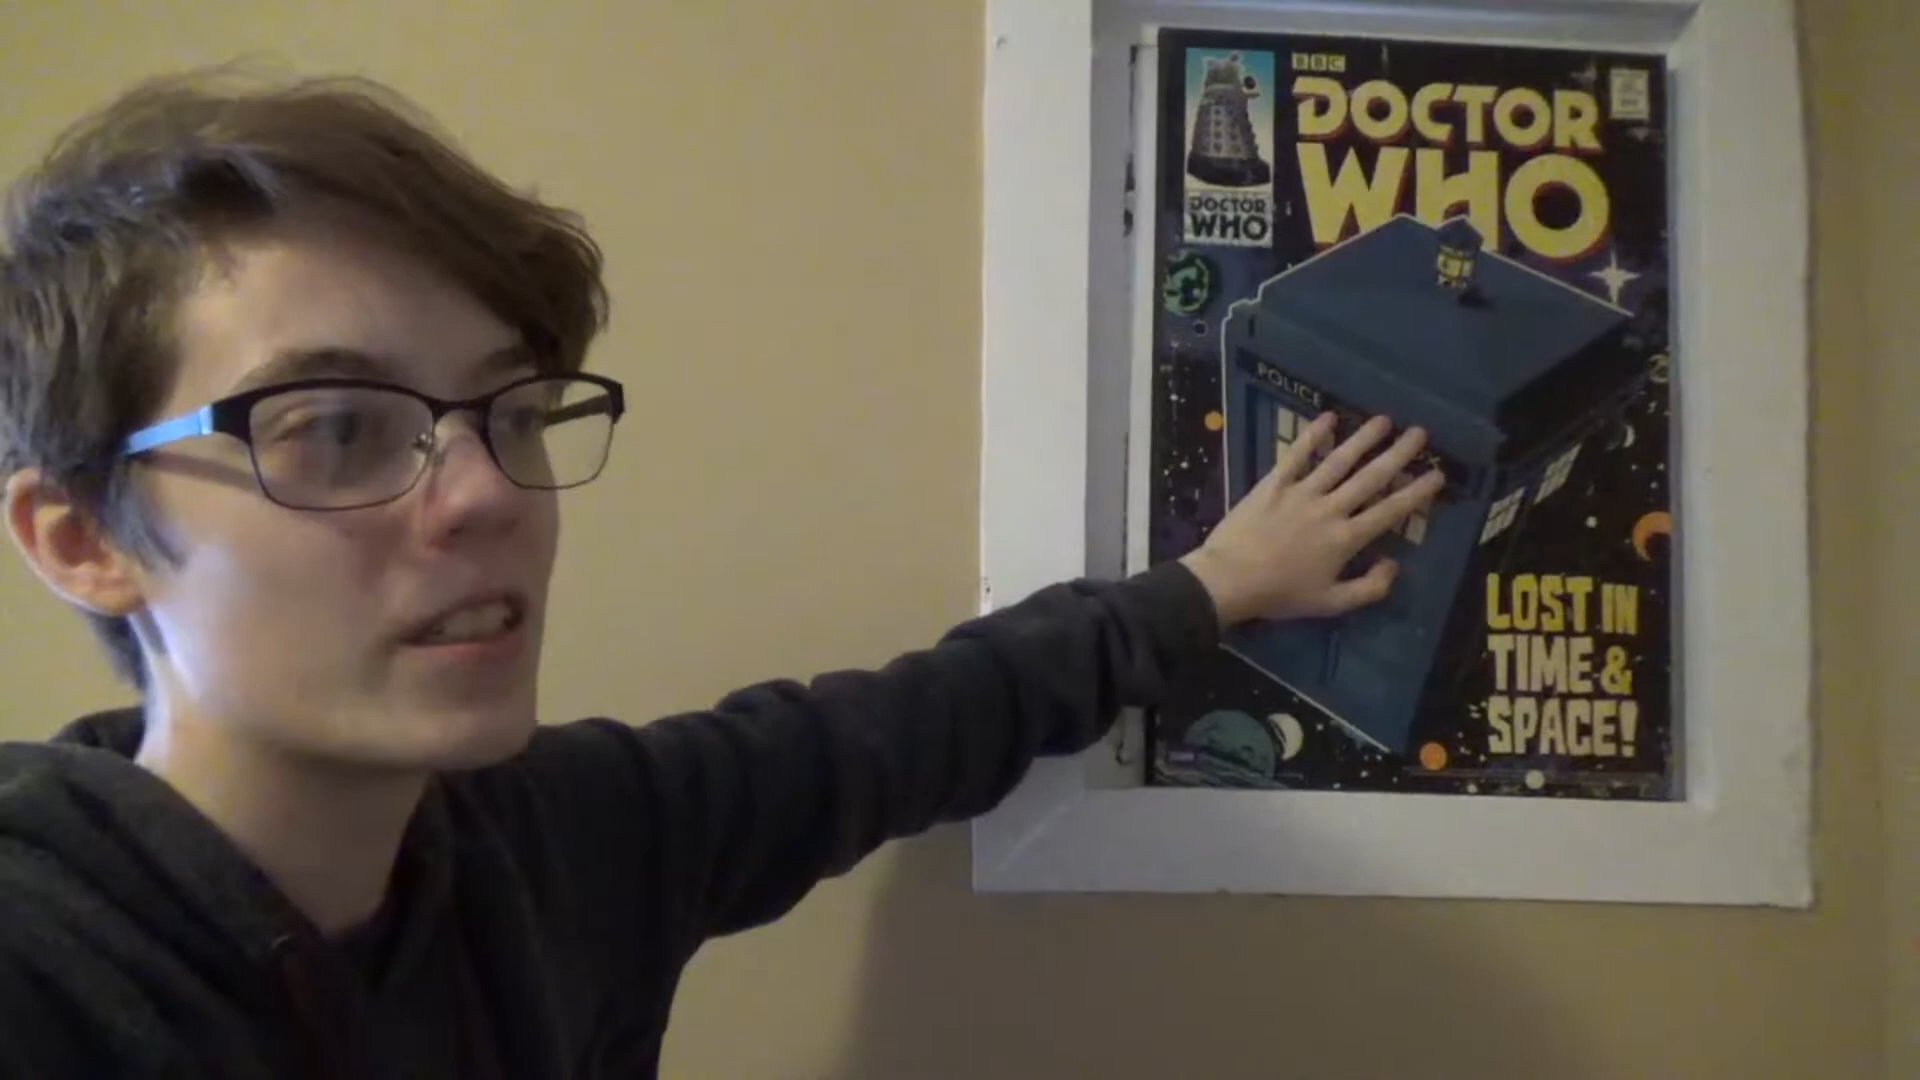 BBC
DOCTOR
WHO
DOCTOR
WHO
POLICE
LOST IN
TIME &
SPACE!